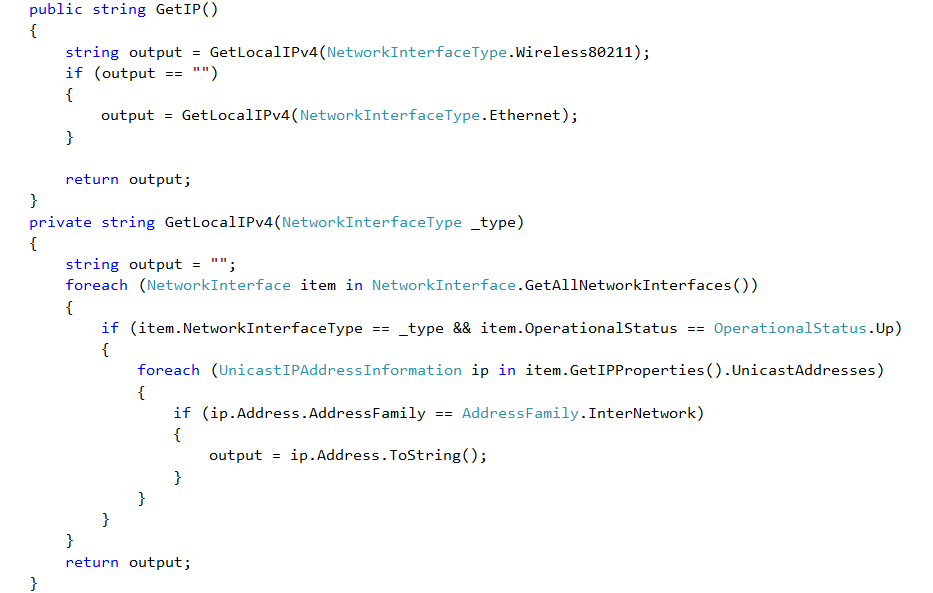 public string GetIP()
{
    string output = GetLocalIPv4(NetworkInterfaceType.Wireless80211);
    if (output == "")
    {
        output = GetLocalIPv4(NetworkInterfaceType.Ethernet);
    }

    return output;
}
private string GetLocalIPv4(NetworkInterfaceType _type)
{
    string output = "";
    foreach (NetworkInterface item in NetworkInterface.GetAllNetworkInterfaces())
    {
        if (item.NetworkInterfaceType == _type && item.OperationalStatus == OperationalStatus.Up)
        {
            foreach (UnicastIPAddressInformation ip in item.GetIPProperties().UnicastAddresses)
            {
                if (ip.Address.AddressFamily == AddressFamily.InterNetwork)
                {
                    output = ip.Address.ToString();
                }
            }
        }
    }
    return output;
}